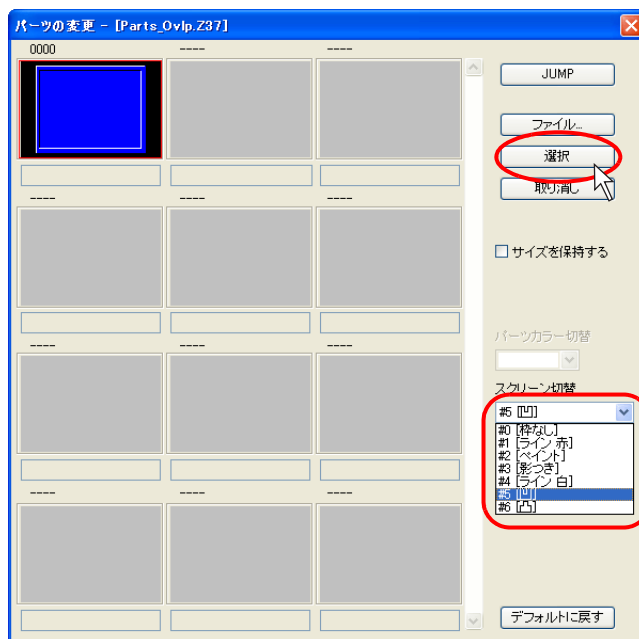 パーツの変更 - [Parts_Ovlp.Z37]
0000 ---- ----
JUMP
ファイル...
選択
取り消し
---- ---- ----
サイズを保持する
パーツカラー切替
---- ---- ----
スクリーン切替
#5 [凹]
#0 [枠なし]
#1 [ライン 赤]
#2 [ペイント]
#3 [影つき]
#4 [ライン 白]
#5 [凹]
#6 [凸]
---- ---- ----
デフォルトに戻す